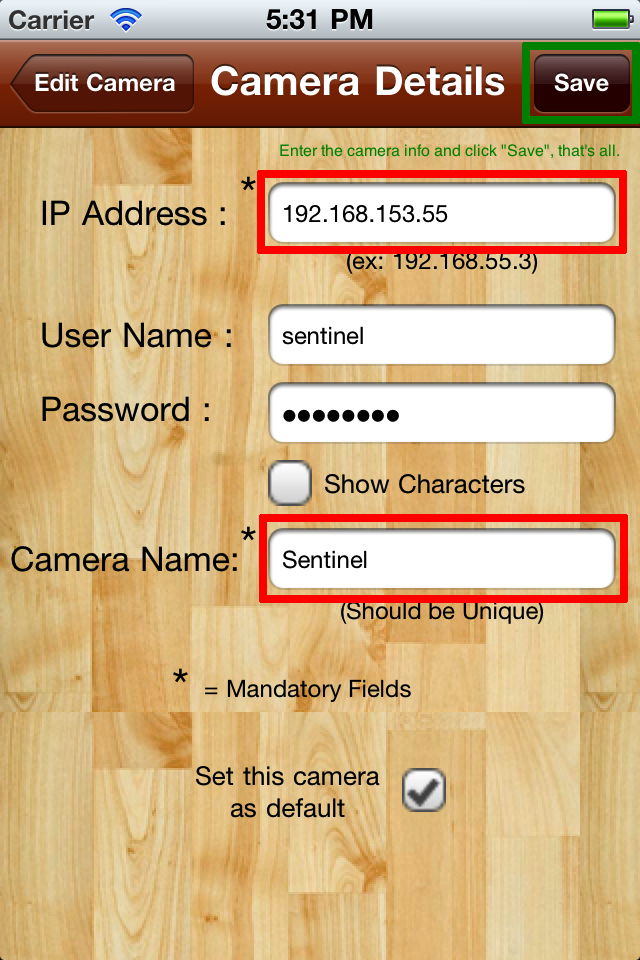 Carrier 5:31 PM
Edit Camera Camera Details Save
Enter the camera info and click "Save", that's all.
IP Address : * 192.168.153.55
(ex: 192.168.55.3)
User Name : sentinel
Password : ●●●●●●●●
Show Characters
Camera Name: * Sentinel
(Should be Unique)
* = Mandatory Fields
Set this camera
as default